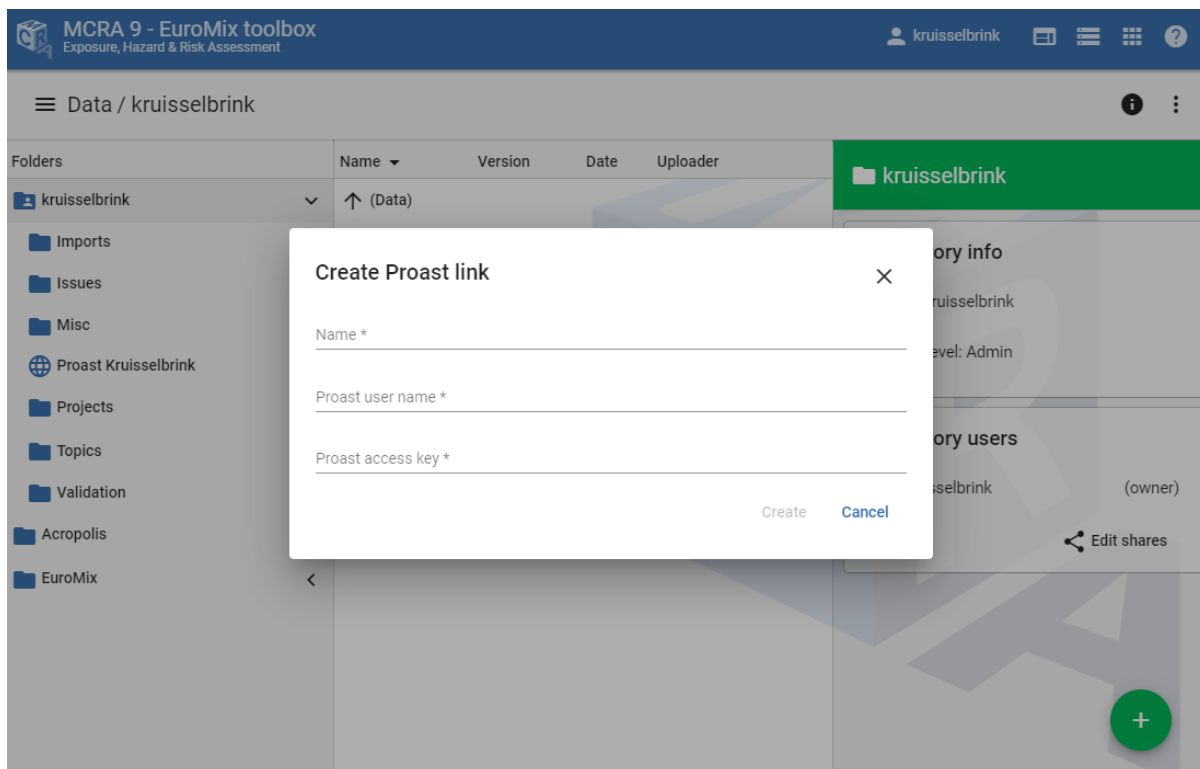 MCRA 9 - EuroMix toolbox
Exposure, Hazard & Risk Assessment
kruisselbrink
Data / kruisselbrink
Folders
Name Version Date Uploader
kruisselbrink
kruisselbrink
(Data)
Imports
Issues
Misc
Proast Kruisselbrink
Projects
Topics
Validation
Acropolis
EuroMix
Create Proast link
Name *
Proast user name *
Proast access key *
Create Cancel
ory info
ruisselbrink
evel: Admin
ory users
sselbrink (owner)
Edit shares